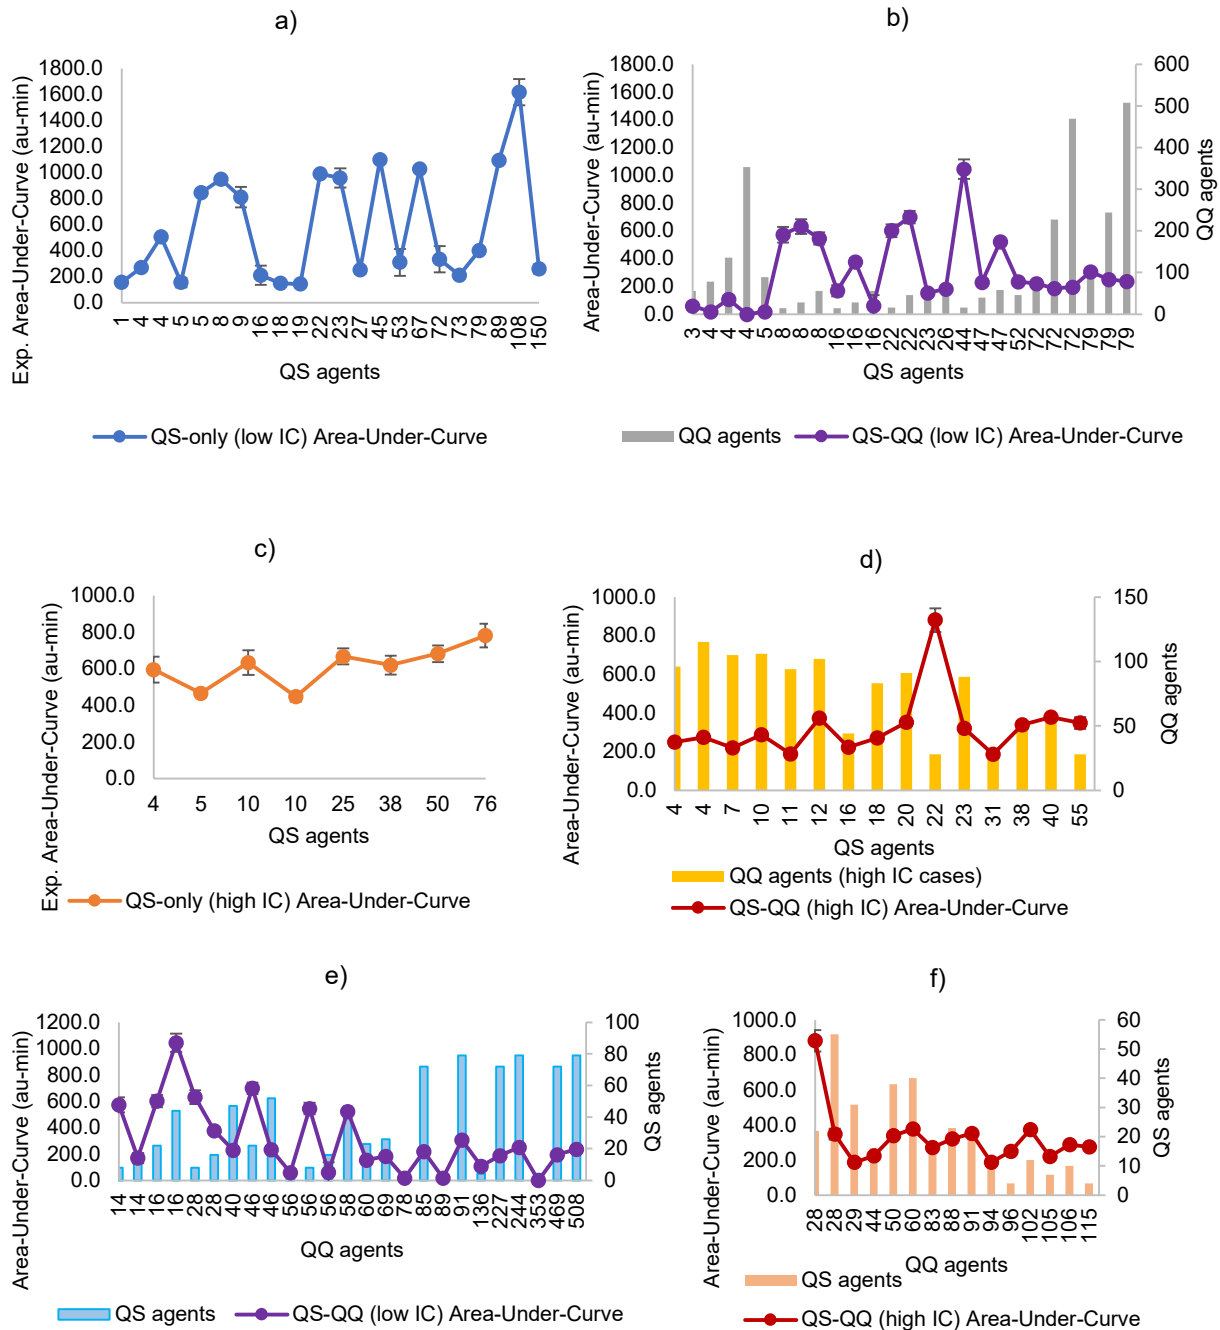 a)
Exp. Area-Under-Curve (au-min)
1800.0
1600.0
1400.0
1200.0
1000.0
800.0
600.0
400.0
200.0
0.0
1 4 4 5 5 8 9 16 18 19 22 23 27 45 53 67 72 73 79 89 108 150
QS agents
QS-only (low IC) Area-Under-Curve
b)
Area-Under-Curve (au-min)
1800.0
1600.0
1400.0
1200.0
1000.0
800.0
600.0
400.0
200.0
0.0
600
500
400
300
200
100
0
QQ agents
3 4 4 4 5 8 8 8 16 16 16 22 22 23 26 44 47 47 52 72 72 72 79 79 79
QS agents
QQ agents QS-QQ (low IC) Area-Under-Curve
c)
Exp. Area-Under-Curve (au-min)
1000.0
800.0
600.0
400.0
200.0
0.0
4 5 10 10 25 38 50 76
QS agents
QS-only (high IC) Area-Under-Curve
d)
Area-Under-Curve (au-min)
1000.0
800.0
600.0
400.0
200.0
0.0
150
100
50
0
QQ agents
4 4 7 10 11 12 16 18 20 22 23 31 38 40 55
QS agents
QQ agents (high IC cases)
QS-QQ (high IC) Area-Under-Curve
e)
Area-Under-Curve (au-min)
1200.0
1000.0
800.0
600.0
400.0
200.0
0.0
100
80
60
40
20
0
QS agents
14 14 16 16 28 28 40 46 46 56 56 56 58 60 69 78 85 89 91 136 227 244 353 469 508
QQ agents
QS agents QS-QQ (low IC) Area-Under-Curve
f)
Area-Under-Curve (au-min)
1000.0
800.0
600.0
400.0
200.0
0.0
60
50
40
30
20
10
0
QS agents
28 28 29 44 50 60 83 88 91 94 96 102 105 106 115
QQ agents
QS agents
QS-QQ (high IC) Area-Under-Curve